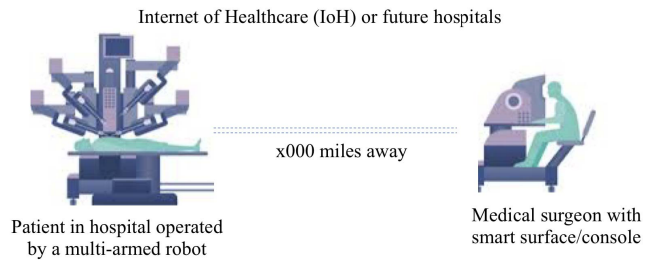 Internet of Healthcare (IoH) or future hospitals
x000 miles away
Patient in hospital operated
by a multi-armed robot
Medical surgeon with
smart surface/console